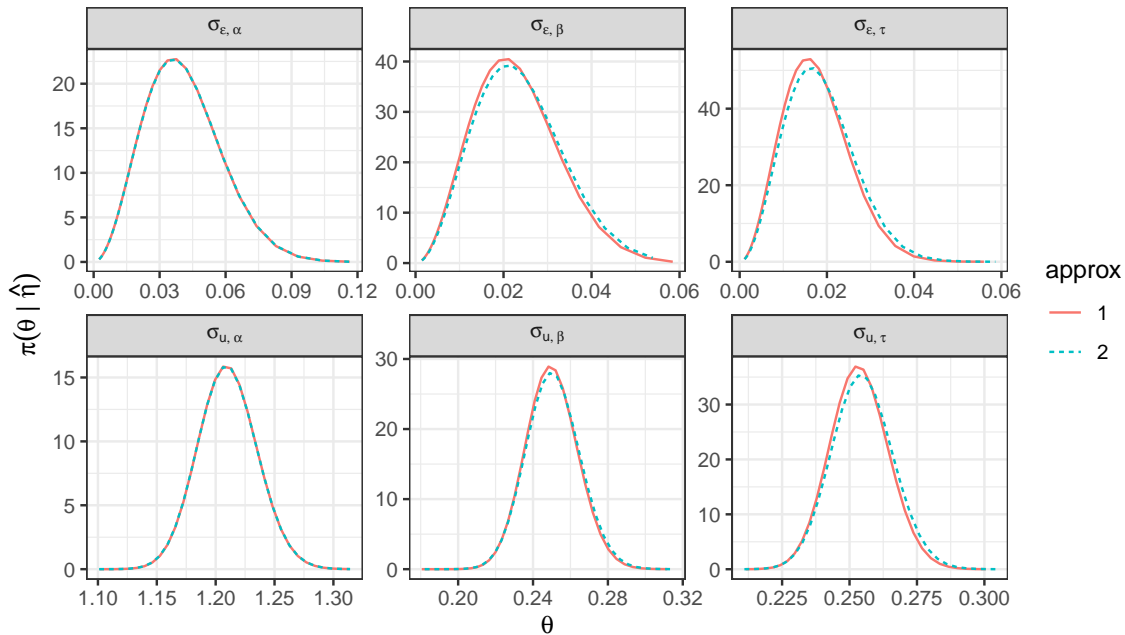 σε, α
σε, β
σε, τ
0 5 10 15 20
0 10 20 30 40
0 20 40
0.00 0.03 0.06 0.09 0.12
0.00 0.02 0.04 0.06
0.00 0.02 0.04 0.06
σu, α
σu, β
σu, τ
0 5 10 15
0 10 20 30
0 10 20 30
1.10 1.15 1.20 1.25 1.30
0.20 0.24 0.28 0.32
0.225 0.250 0.275 0.300
π(θ | η̂)
θ
approx
1
2